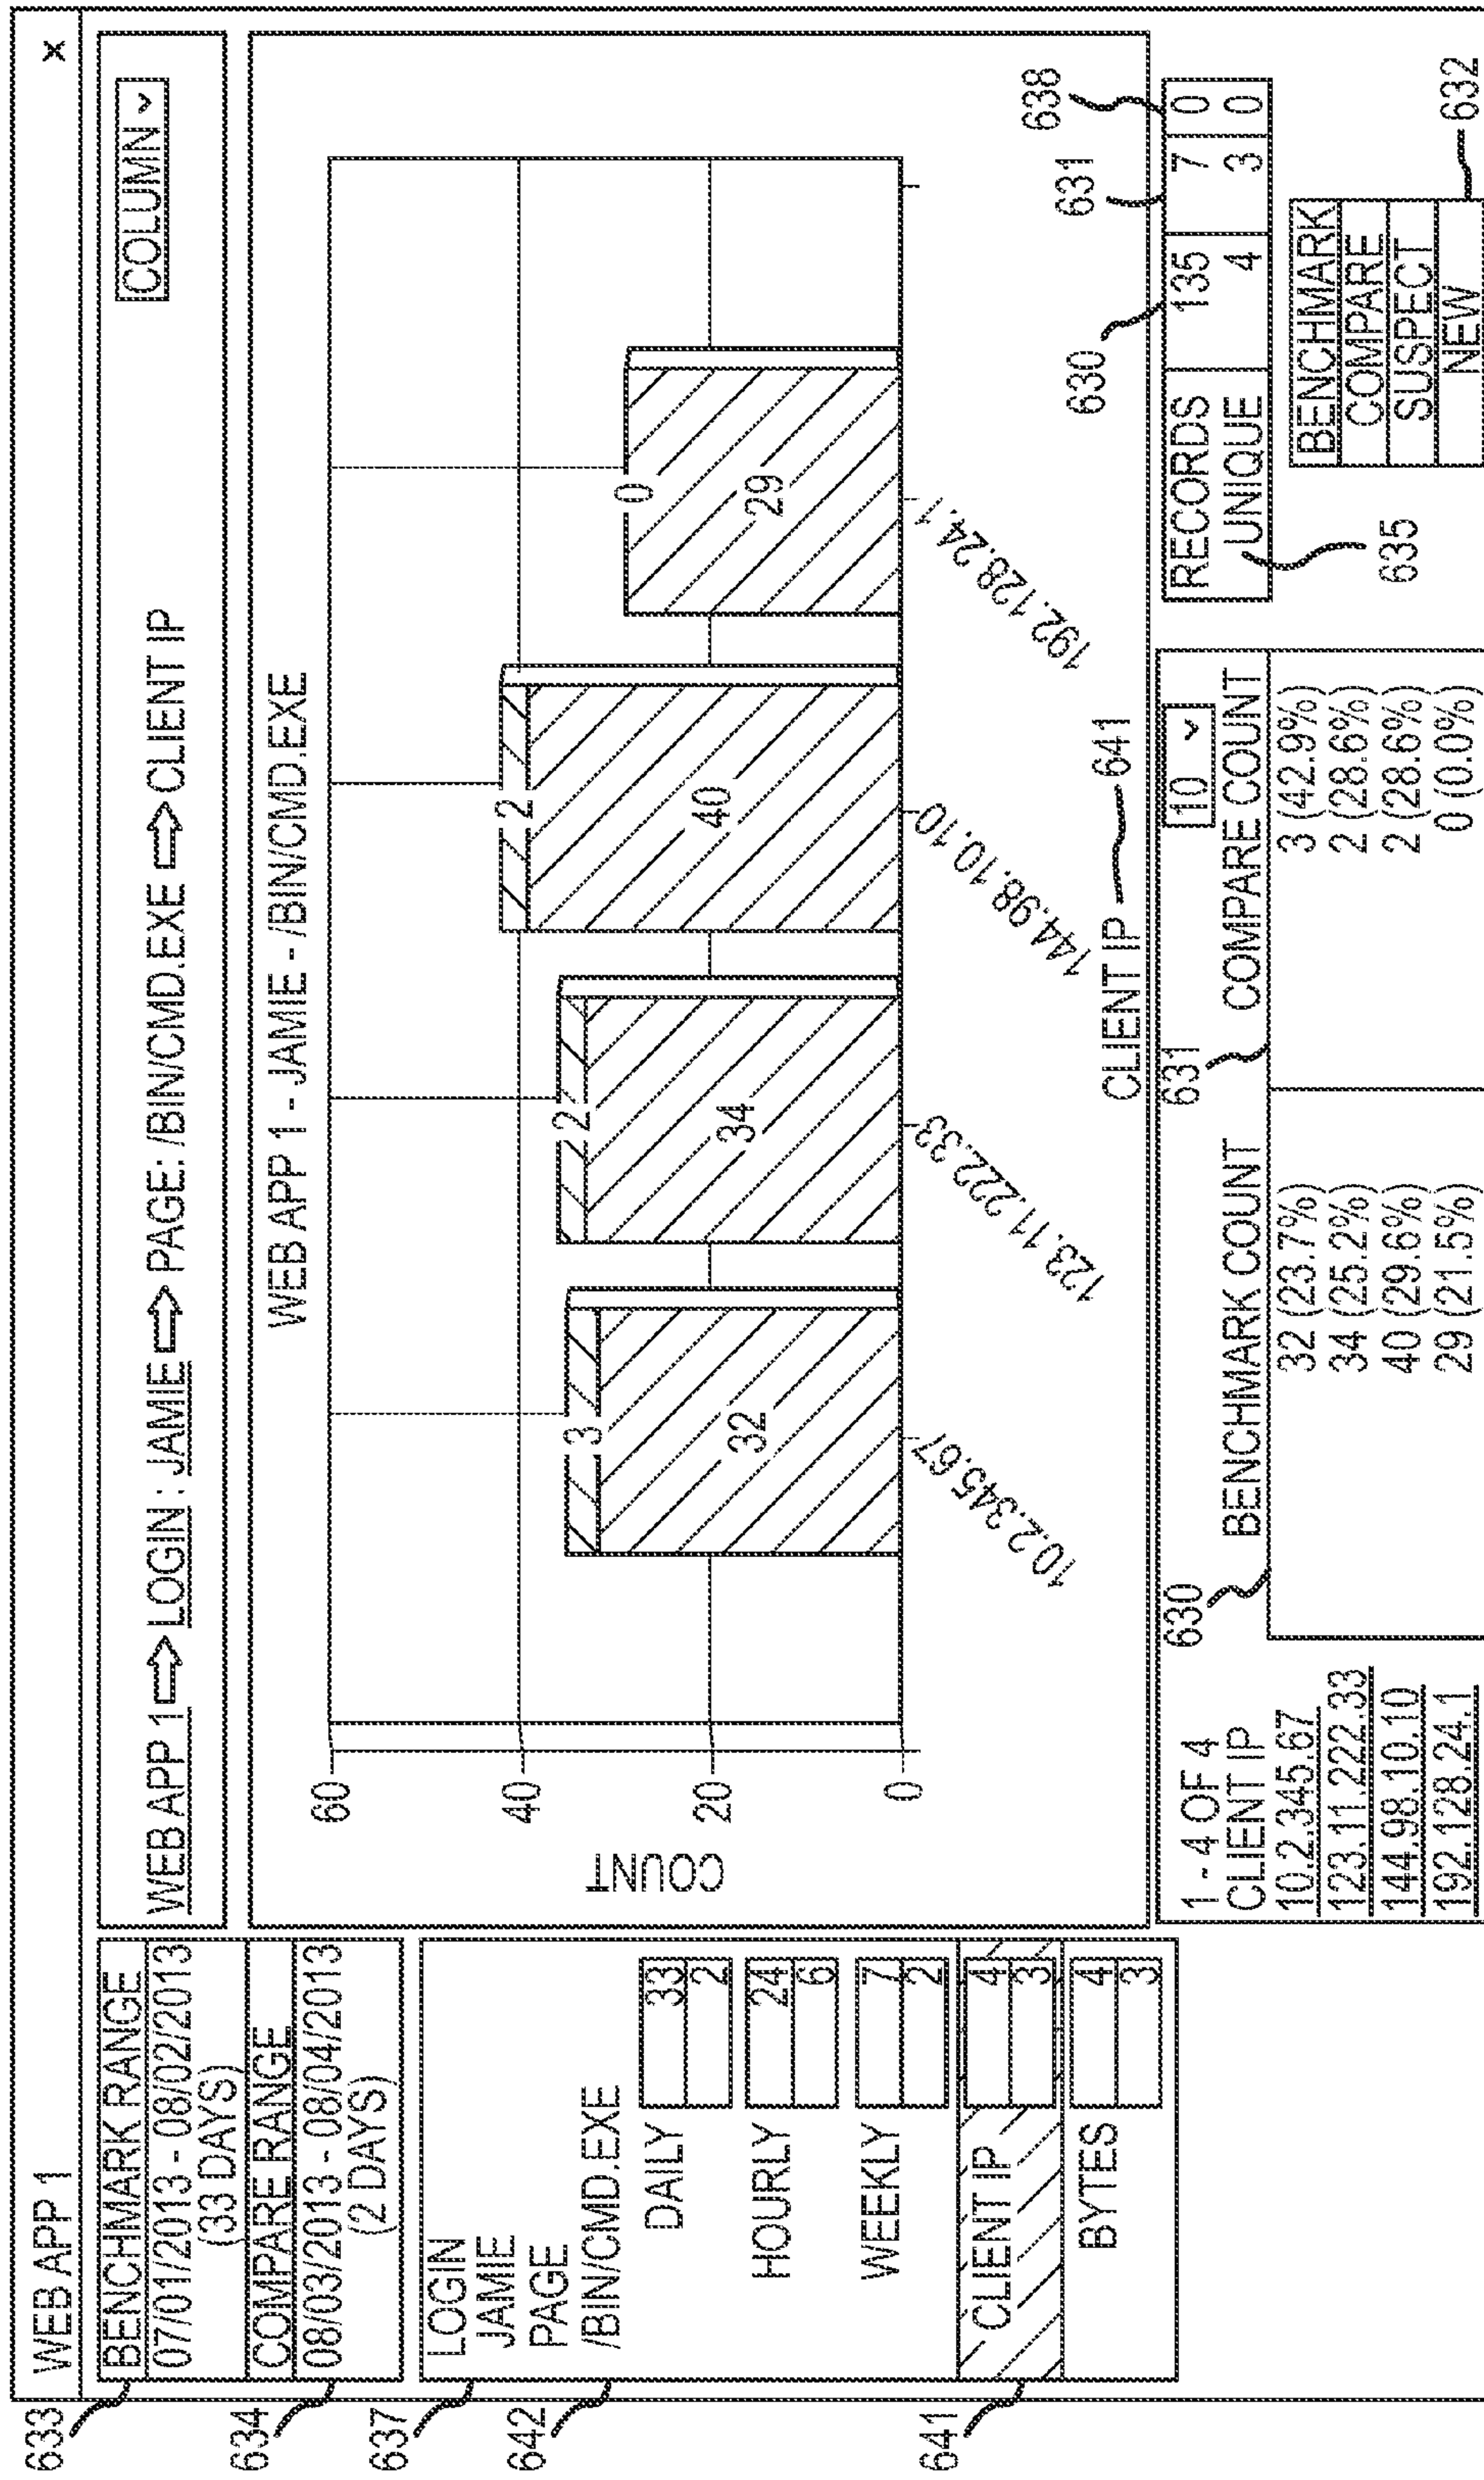 WEB APP 1
x
633
BENCHMARK RANGE
07/01/2013 - 08/02/2013
(33 DAYS)
634
COMPARE RANGE
08/03/2013 - 08/04/2013
(2 DAYS)
637
LOGIN
JAMIE
PAGE
642
/BIN/CMD.EXE
DAILY 33
2
HOURLY 24
6
WEEKLY 7
2
641
CLIENT IP 4
3
BYTES 4
3
WEB APP 1 ⇨ LOGIN : JAMIE ⇨ PAGE: /BIN/CMD.EXE ⇨ CLIENT IP
COLUMN ⌄
WEB APP 1 - JAMIE - /BIN/CMD.EXE
COUNT
60
40
20
0
3
32
2
34
2
40
0
29
10.2.345.67
123.11.222.33
144.98.10.10
192.128.24.1
CLIENT IP 641
630
631
1 - 4 OF 4
10 ⌄
CLIENT IP BENCHMARK COUNT COMPARE COUNT
10.2.345.67 32 (23.7%) 3 (42.9%)
123.11.222.33 34 (25.2%) 2 (28.6%)
144.98.10.10 40 (29.6%) 2 (28.6%)
192.128.24.1 29 (21.5%) 0 (0.0%)
630
631
638
RECORDS 135 7 0
UNIQUE 4 3 0
635
BENCHMARK
COMPARE
SUSPECT
NEW
632